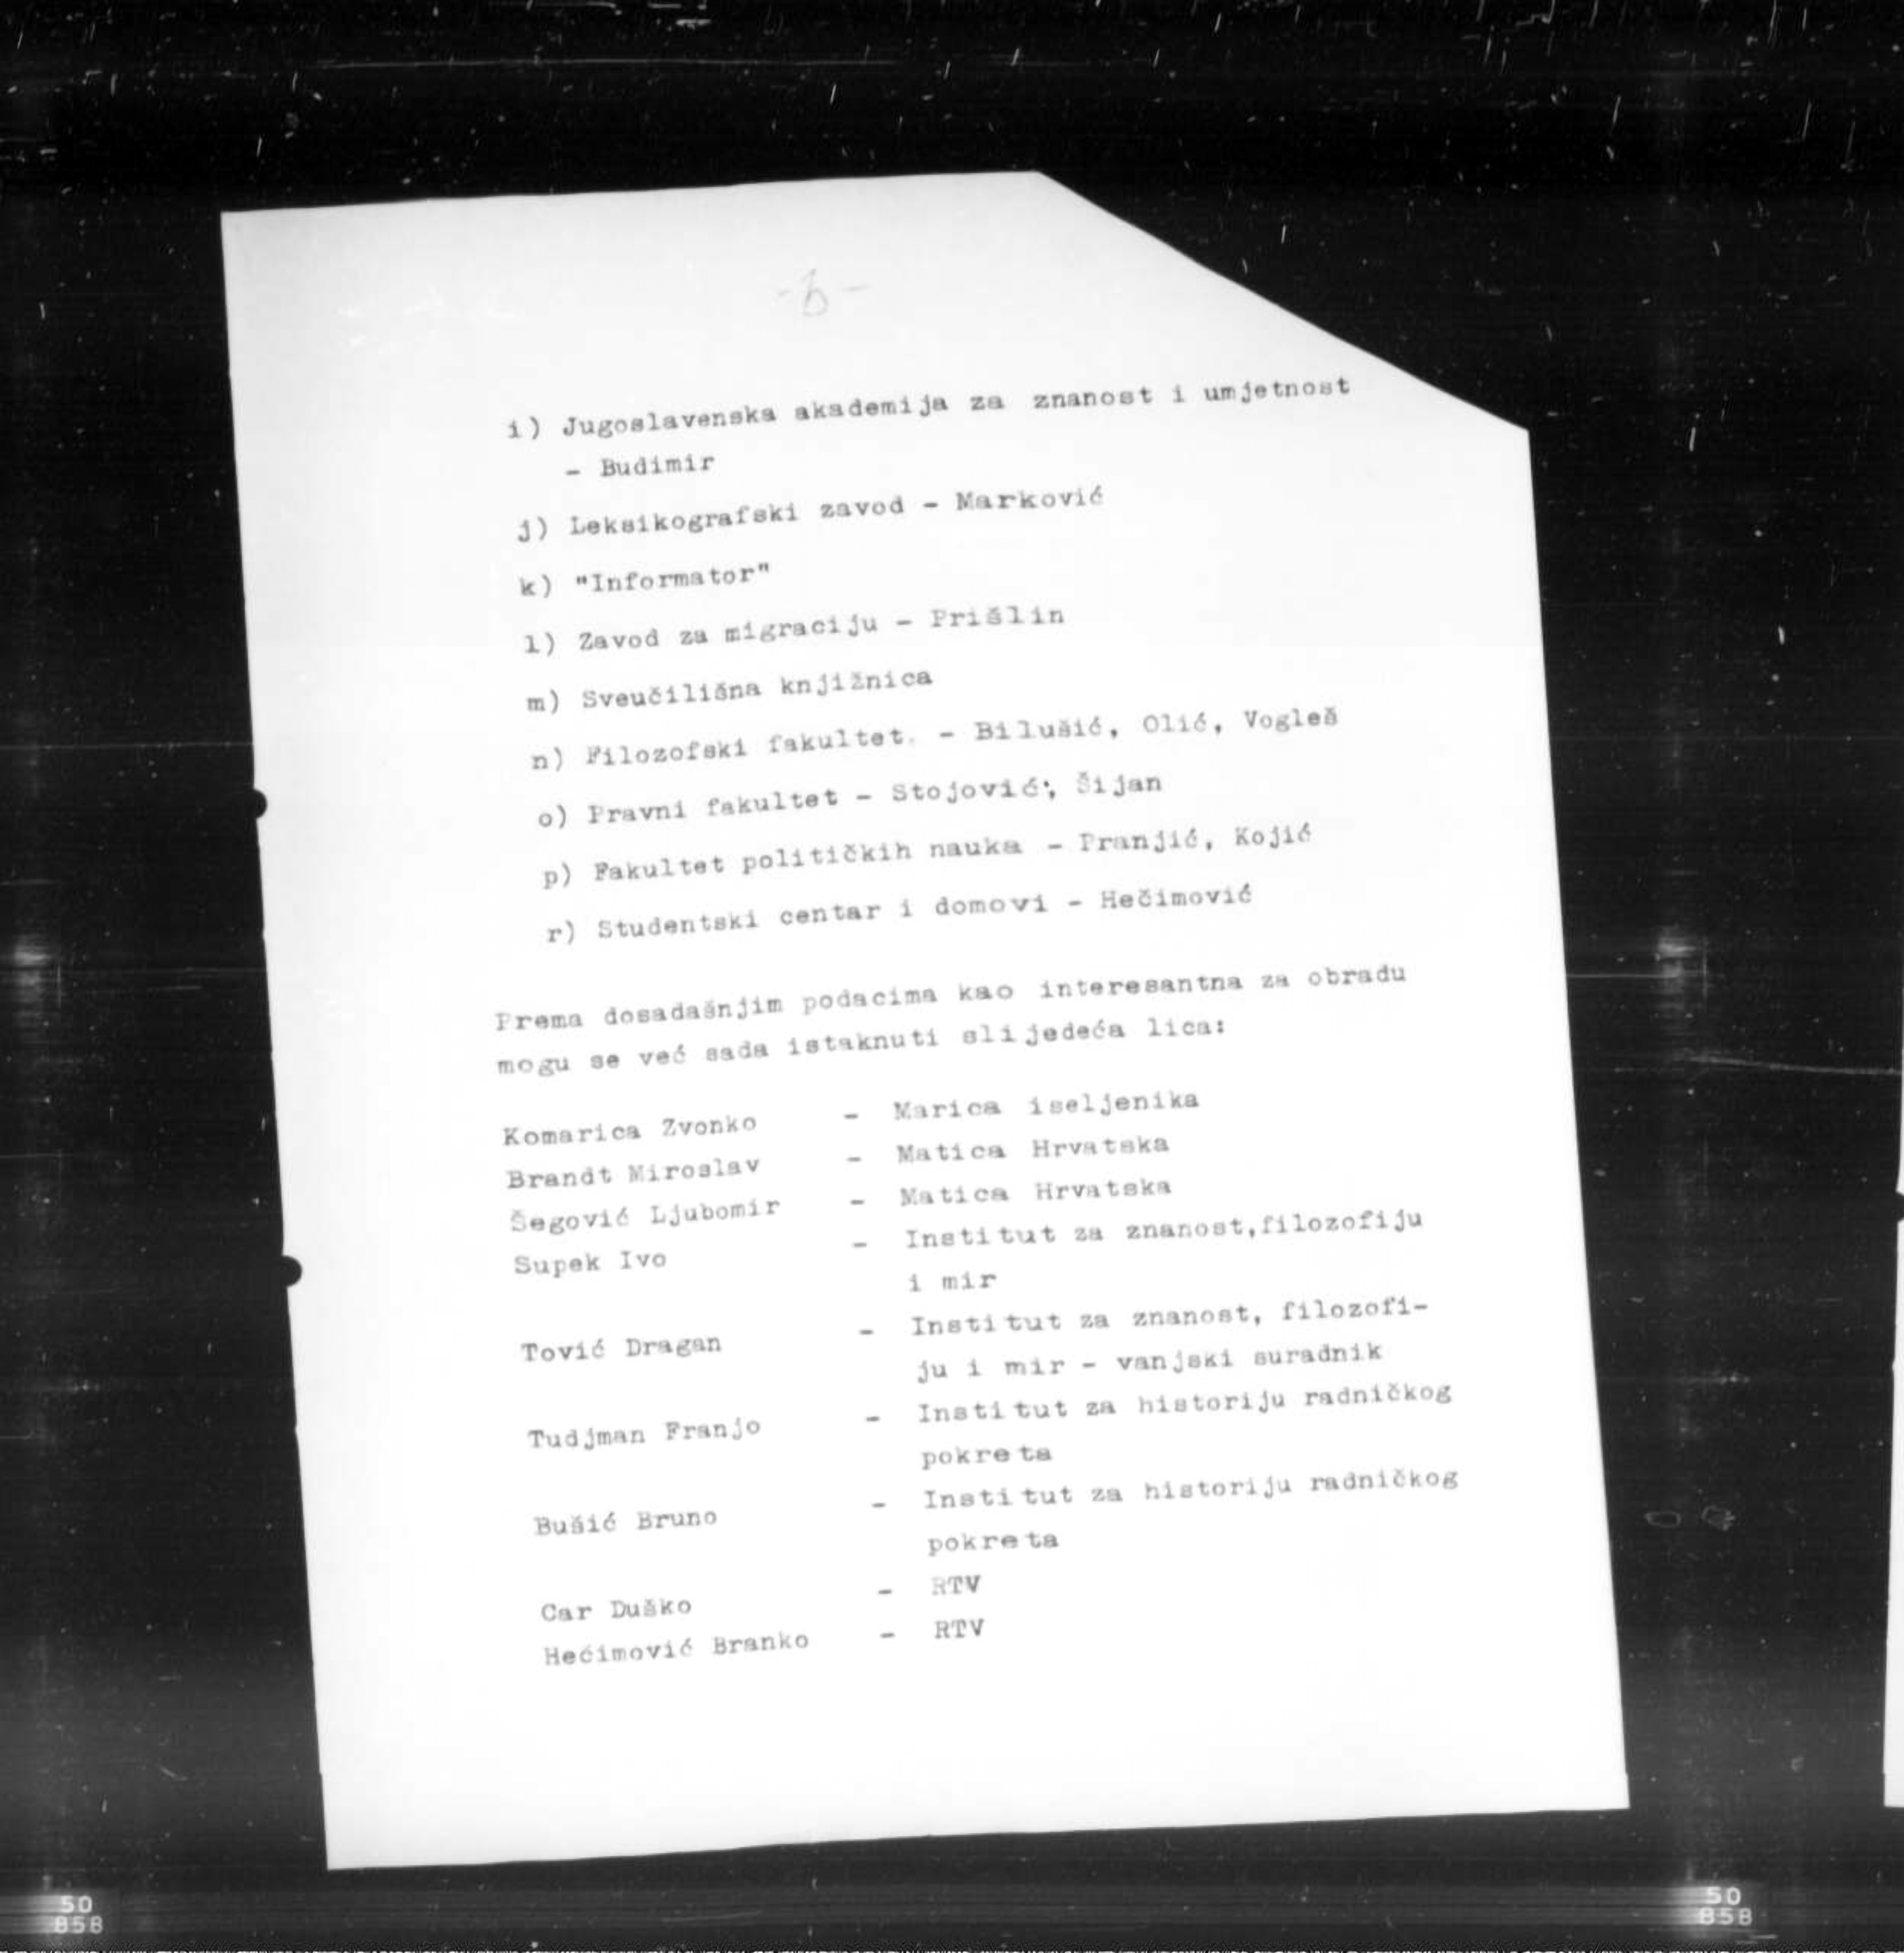 i) Jugoslavenska akademija za znanost i umjetnost
- Budimir
j) Leksikografski zavod - Marković
k) "Informator"
l) Zavod za migraciju - Prišlin
m) Sveučilišna knjižnica
n) Filozofski fakultet. - Bilušić, Olić, Vogleš
o) Pravni fakultet - Stojović, Šijan
p) Fakultet političkih nauka - Pranjić, Kojić
r) Studentski centar i domovi - Hečimović
Prema dosadašnjim podacima kao interesantna za obradu
mogu se već sada istaknuti slijedeća lica:
Komarica Zvonko - Marica iseljenika
Brandt Miroslav - Matica Hrvatska
Šegović Ljubomir - Matica Hrvatska
Supek Ivo - Institut za znanost,filozofiju
i mir
Tović Dragan - Institut za znanost, filozofi-
ju i mir - vanjski suradnik
Tudjman Franjo - Institut za historiju radničkog
pokreta
Bušić Bruno - Institut za historiju radničkog
pokreta
Car Duško - RTV
Hećimović Branko - RTV
50
858
50
858